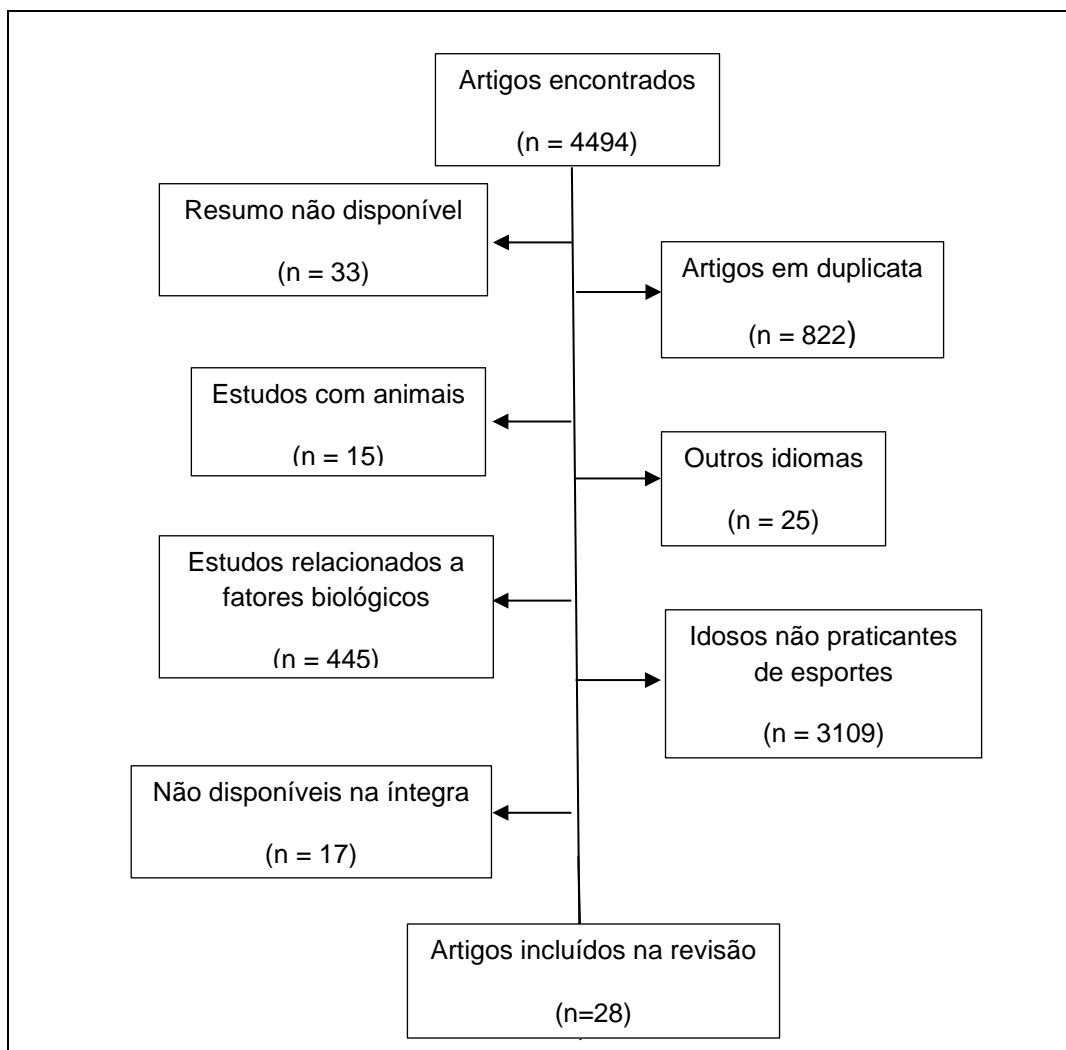 Artigos encontrados
(n = 4494)
Resumo não disponível
(n = 33)
Artigos em duplicata
(n = 822)
Estudos com animais
(n = 15)
Outros idiomas
(n = 25)
Estudos relacionados a
fatores biológicos
(n = 445)
Idosos não praticantes
de esportes
(n = 3109)
Não disponíveis na íntegra
(n = 17)
Artigos incluídos na revisão
(n=28)